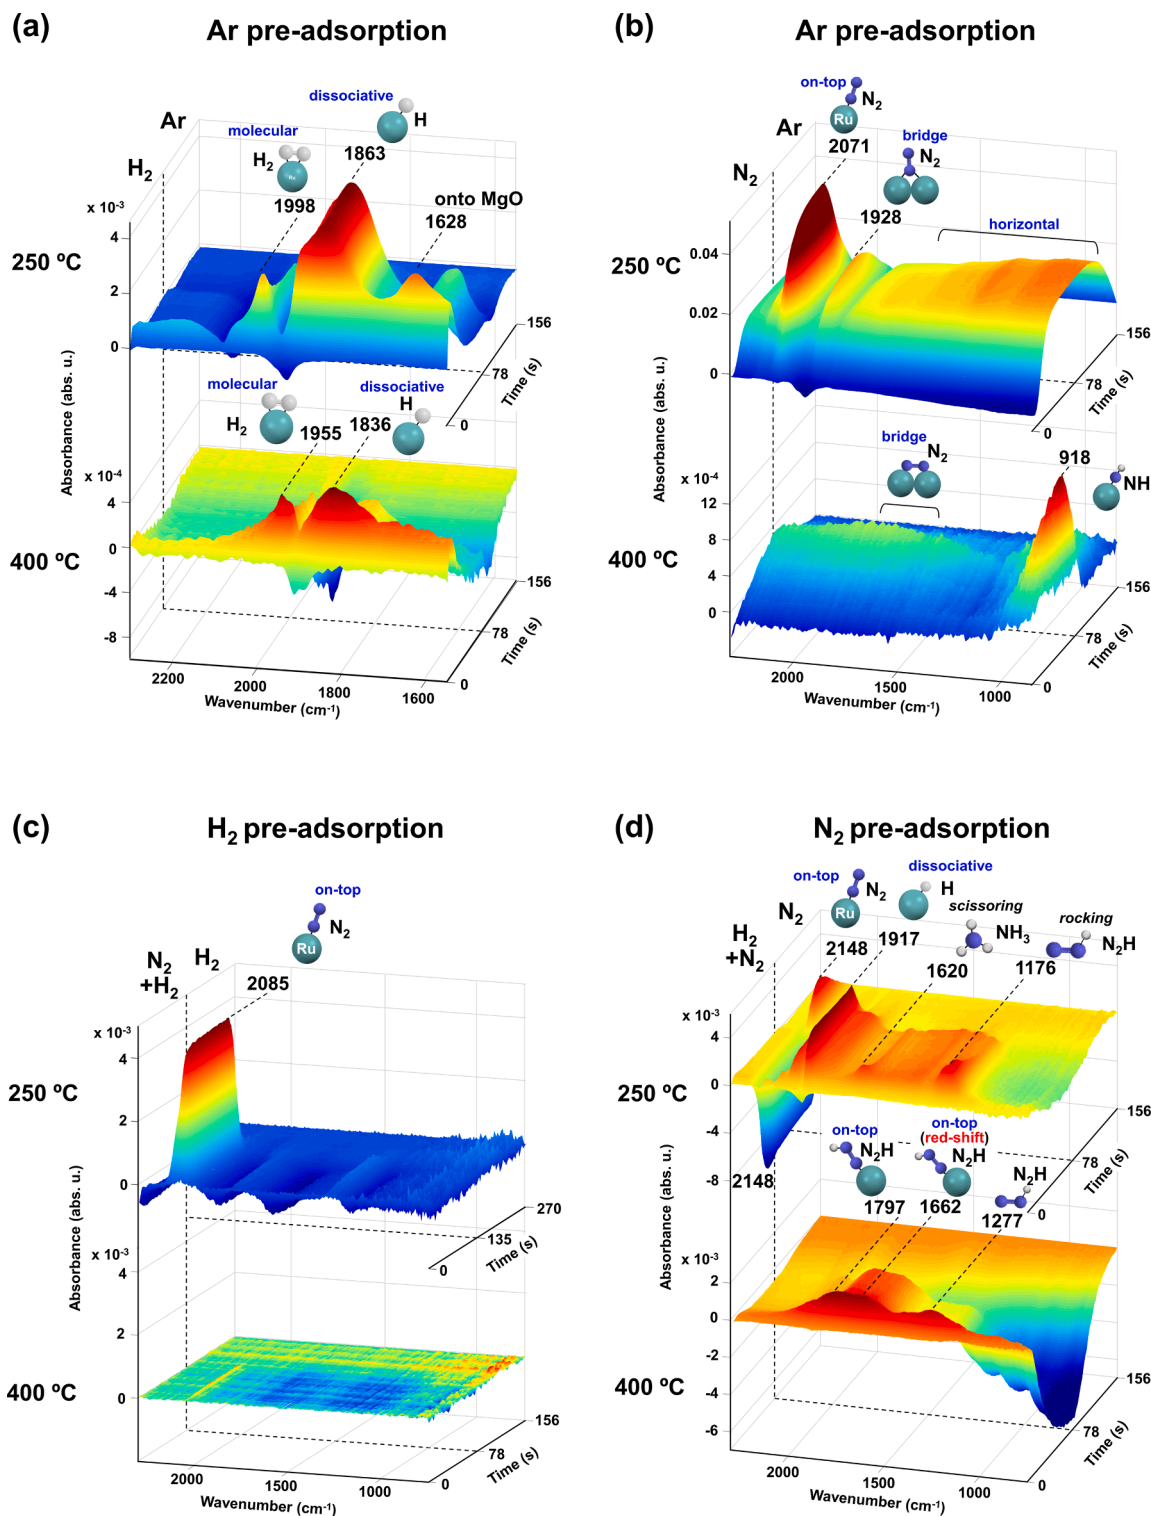 (a) Ar pre-adsorption
dissociative
H
Ar
molecular
H2
1863
H2
1998
onto MgO
1628
x 10-3
4
250 ºC
2
0
156
78
Time (s)
0
molecular
dissociative
H
H2
1955
1836
Absorbance (abs. u.)
x 10-4
4
0
400 ºC
-4
-8
156
78
Time (s)
0
2200
2000
1800
1600
Wavenumber (cm-1)
(b) Ar pre-adsorption
on-top
N2
Ru
Ar
2071
bridge
N2
N2
1928
horizontal
250 ºC
0.04
0.02
0
156
78
Time (s)
0
bridge
N2
918
NH
Absorbance (abs. u.)
x 10-4
12
8
400 ºC
4
0
156
78
Time (s)
0
2000
1500
1000
Wavenumber (cm-1)
(c) H2 pre-adsorption
on-top
N2
Ru
H2
N2
+H2
2085
x 10-3
4
250 ºC
2
0
270
135
Time (s)
0
Absorbance (abs. u.)
x 10-3
4
2
400 ºC
0
156
78
Time (s)
0
2000
1500
1000
Wavenumber (cm-1)
(d) N2 pre-adsorption
on-top
dissociative
N2
H
Ru
scissoring
rocking
N2
NH3
N2H
H2
+N2
2148
1917
1620
1176
x 10-3
4
250 ºC
0
-4
-8
2148
156
78
Time (s)
0
on-top
on-top
(red-shift)
N2H
N2H
N2H
1797
1662
1277
Absorbance (abs. u.)
x 10-3
2
0
-2
400 ºC
-4
-6
156
78
Time (s)
0
2000
1500
1000
Wavenumber (cm-1)